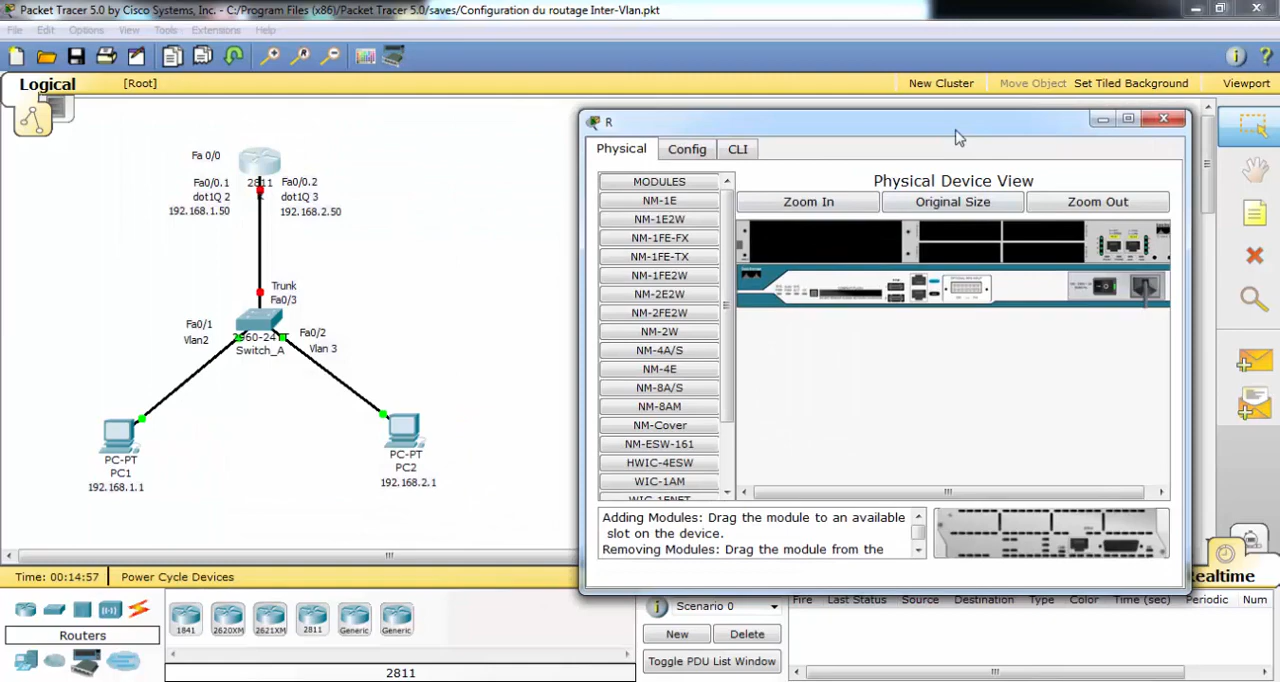 Packet Tracer 5.0 by Cisco Systems, Inc. - C:/Program Files (x86)/Packet Tracer 5.0/saves/Configuration du routage Inter-Vlan.pkt
File Edit Options View Tools Extensions Help
Logical [Root] New Cluster Move Object Set Tiled Background Viewport
R
Physical Config CLI
MODULES
NM-1E
NM-1E2W
NM-1FE-FX
NM-1FE-TX
NM-1FE2W
NM-2E2W
NM-2FE2W
NM-2W
NM-4A/S
NM-4E
NM-8A/S
NM-8AM
NM-Cover
NM-ESW-161
HWIC-4ESW
WIC-1AM
WIC-1ENET
Physical Device View
Zoom In Original Size Zoom Out
Adding Modules: Drag the module to an available
slot on the device.
Removing Modules: Drag the module from the
Fa 0/0
2811
Fa0/0.1
dot1Q 2
192.168.1.50
Fa0/0.2
dot1Q 3
192.168.2.50
Trunk
Fa0/3
Fa0/1
Vlan2
Fa0/2
Vlan 3
Switch_A
PC-PT
PC1
192.168.1.1
PC-PT
PC2
192.168.2.1
Time: 00:14:57 Power Cycle Devices
Realtime
Routers
1841 2620XM 2621XM 2811 Generic Generic
2811
Scenario 0
New Delete
Toggle PDU List Window
Fire Last Status Source Destination Type Color Time (sec) Periodic Num